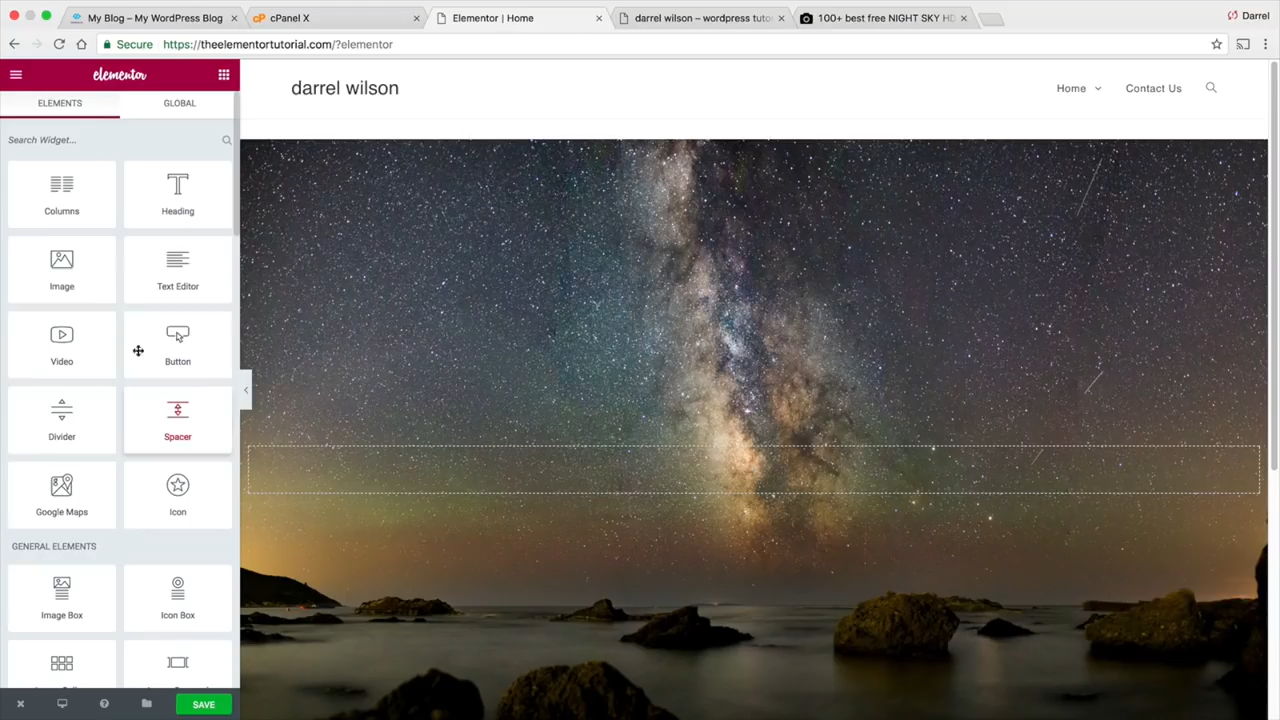 My Blog – My WordPress Blog
cPanel X
Elementor | Home
darrel wilson – wordpress tuto
100+ best free NIGHT SKY HD
Darrel
Secure
https://theelementortutorial.com/?elementor
elementor
ELEMENTS
GLOBAL
Search Widget...
Columns
Heading
Image
Text Editor
Video
Button
Divider
Spacer
Google Maps
Icon
GENERAL ELEMENTS
Image Box
Icon Box
SAVE
darrel wilson
Home
Contact Us